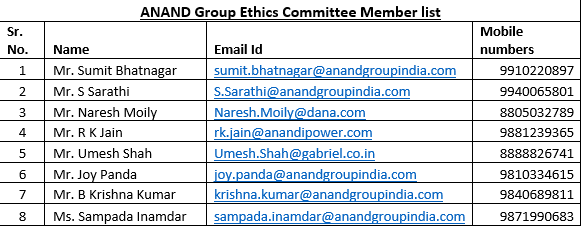 ANAND Group Ethics Committee Member list
Sr. No. Name Email Id Mobile numbers
1 Mr. Sumit Bhatnagar sumit.bhatnagar@anandgroupindia.com 9910220897
2 Mr. S Sarathi S.Sarathi@anandgroupindia.com 9940065801
3 Mr. Naresh Moily Naresh.Moily@dana.com 8805032789
4 Mr. R K Jain rk.jain@anandipower.com 9881239365
5 Mr. Umesh Shah Umesh.Shah@gabriel.co.in 8888826741
6 Mr. Joy Panda joy.panda@anandgroupindia.com 9810334615
7 Mr. B Krishna Kumar krishna.kumar@anandgroupindia.com 9840689811
8 Ms. Sampada Inamdar sampada.inamdar@anandgroupindia.com 9871990683